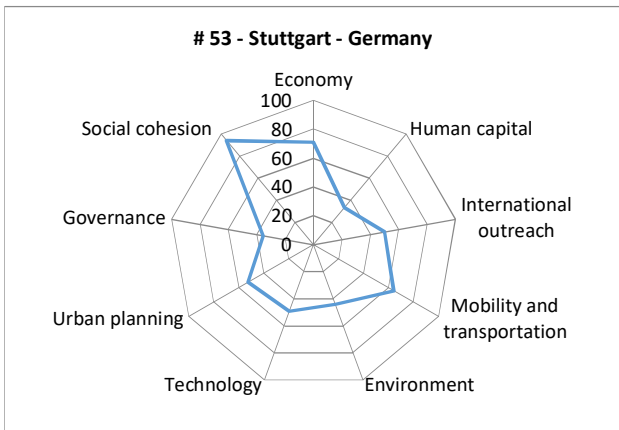 # 53 - Stuttgart - Germany
Economy
100
80
60
40
20
0
Human capital
International
outreach
Mobility and
transportation
Environment
Technology
Urban planning
Governance
Social cohesion